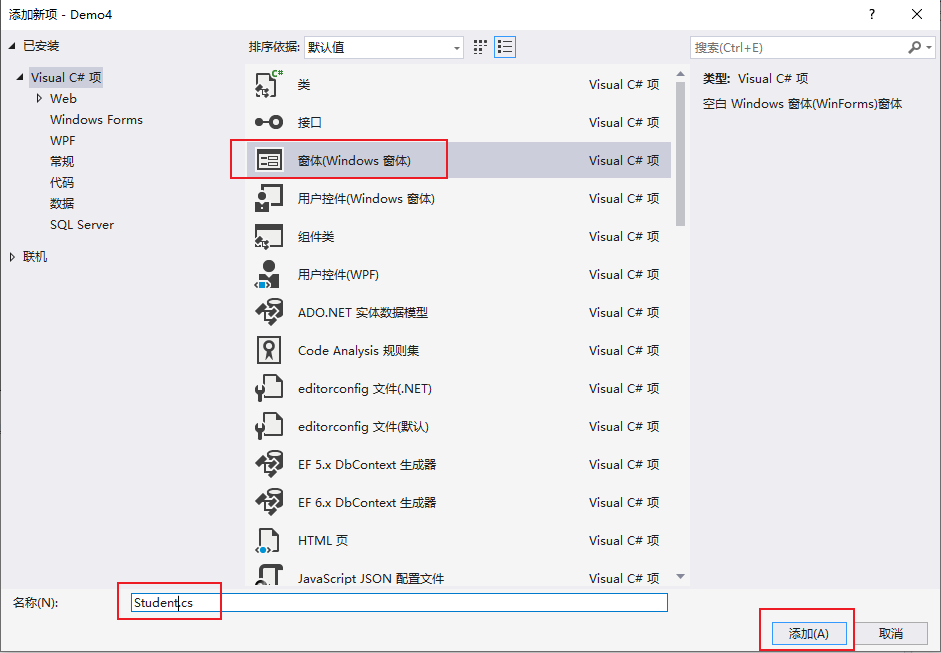 添加新项 - Demo4
?
已安装
排序依据: 默认值
搜索(Ctrl+E)
Visual C# 项
Web
Windows Forms
WPF
常规
代码
数据
SQL Server
联机
C#
类 Visual C# 项
接口 Visual C# 项
窗体(Windows 窗体) Visual C# 项
用户控件(Windows 窗体) Visual C# 项
组件类 Visual C# 项
用户控件(WPF) Visual C# 项
ADO.NET 实体数据模型 Visual C# 项
Code Analysis 规则集 Visual C# 项
editorconfig 文件(.NET) Visual C# 项
editorconfig 文件(默认) Visual C# 项
EF 5.x DbContext 生成器 Visual C# 项
EF 6.x DbContext 生成器 Visual C# 项
HTML 页 Visual C# 项
JavaScript JSON 配置文件 Visual C# 项
类型: Visual C# 项
空白 Windows 窗体(WinForms)窗体
名称(N): Student.cs
添加(A) 取消